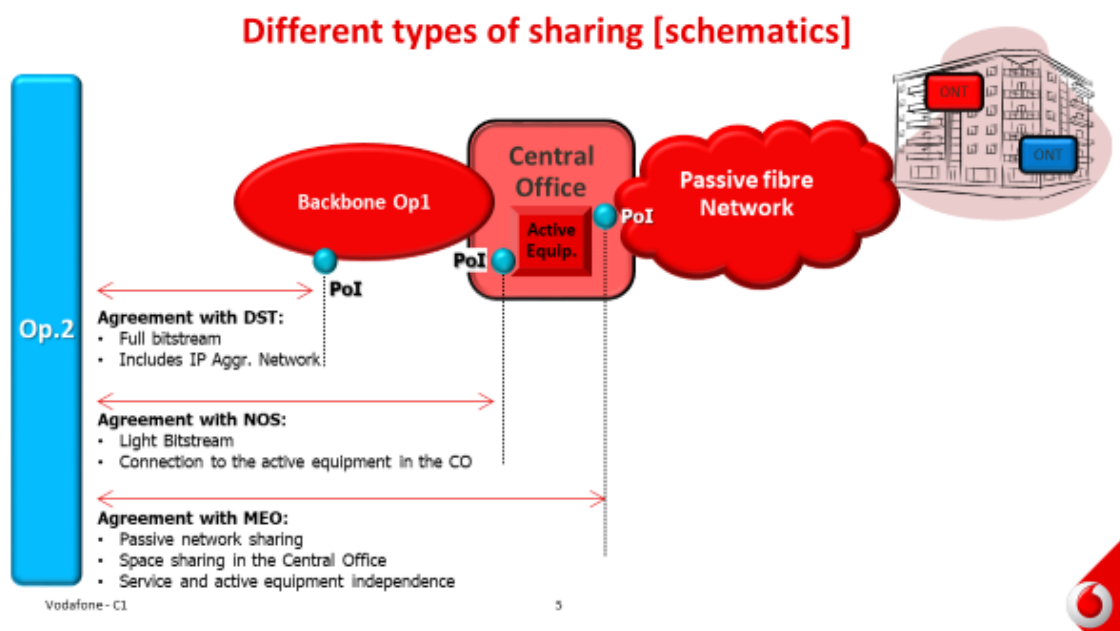 Different types of sharing [schematics]
ONT
ONT
Central
Office
Passive fibre
Network
Backbone Op1
Active
Equip.
PoI
PoI
PoI
Op.2
Agreement with DST:
• Full bitstream
• Includes IP Aggr. Network
Agreement with NOS:
• Light Bitstream
• Connection to the active equipment in the CO
Agreement with MEO:
• Passive network sharing
• Space sharing in the Central Office
• Service and active equipment independence
Vodafone - C1
5